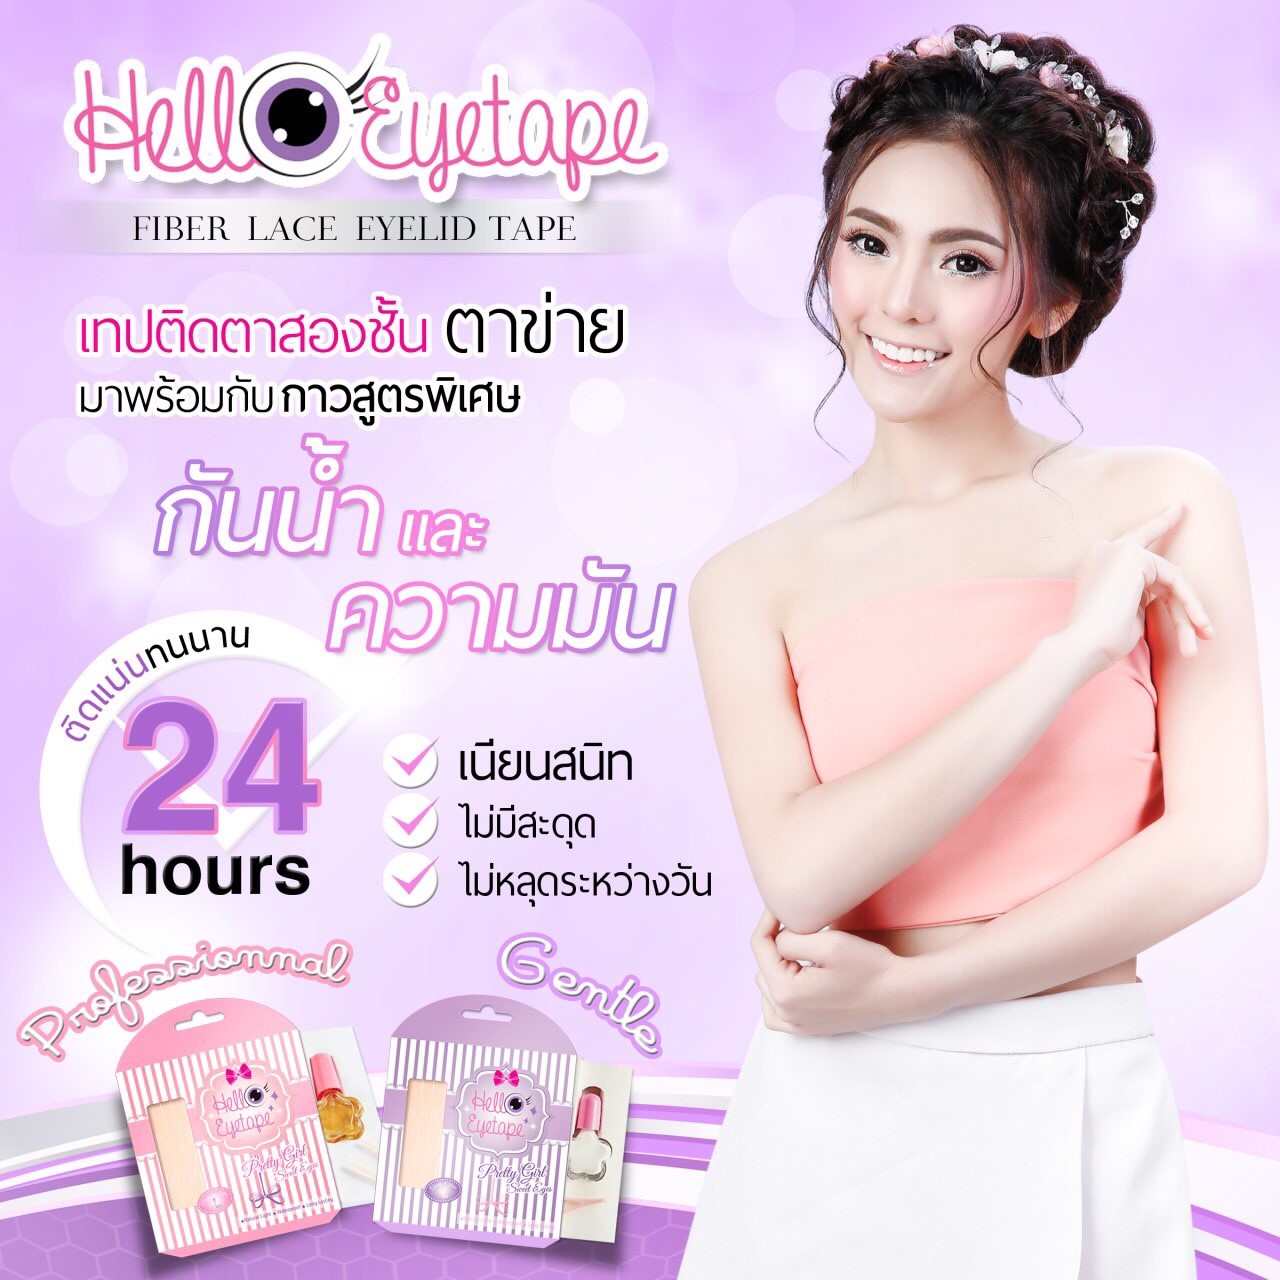 Hello Eyetape
FIBER LACE EYELID TAPE
เทปติดตาสองชั้น ตาข่าย
มาพร้อมกับ กาวสูตรพิเศษ
กันน้ำ และ
ความมัน
ติดแน่นทนนาน
24
hours
เนียนสนิท
ไม่มีสะดุด
ไม่หลุดระหว่างวัน
Professionnal
Gentle
Hello
Eyetape
Pretty Girl
Sweet Eyes
Hello
Eyetape
Pretty Girl
Sweet Eyes